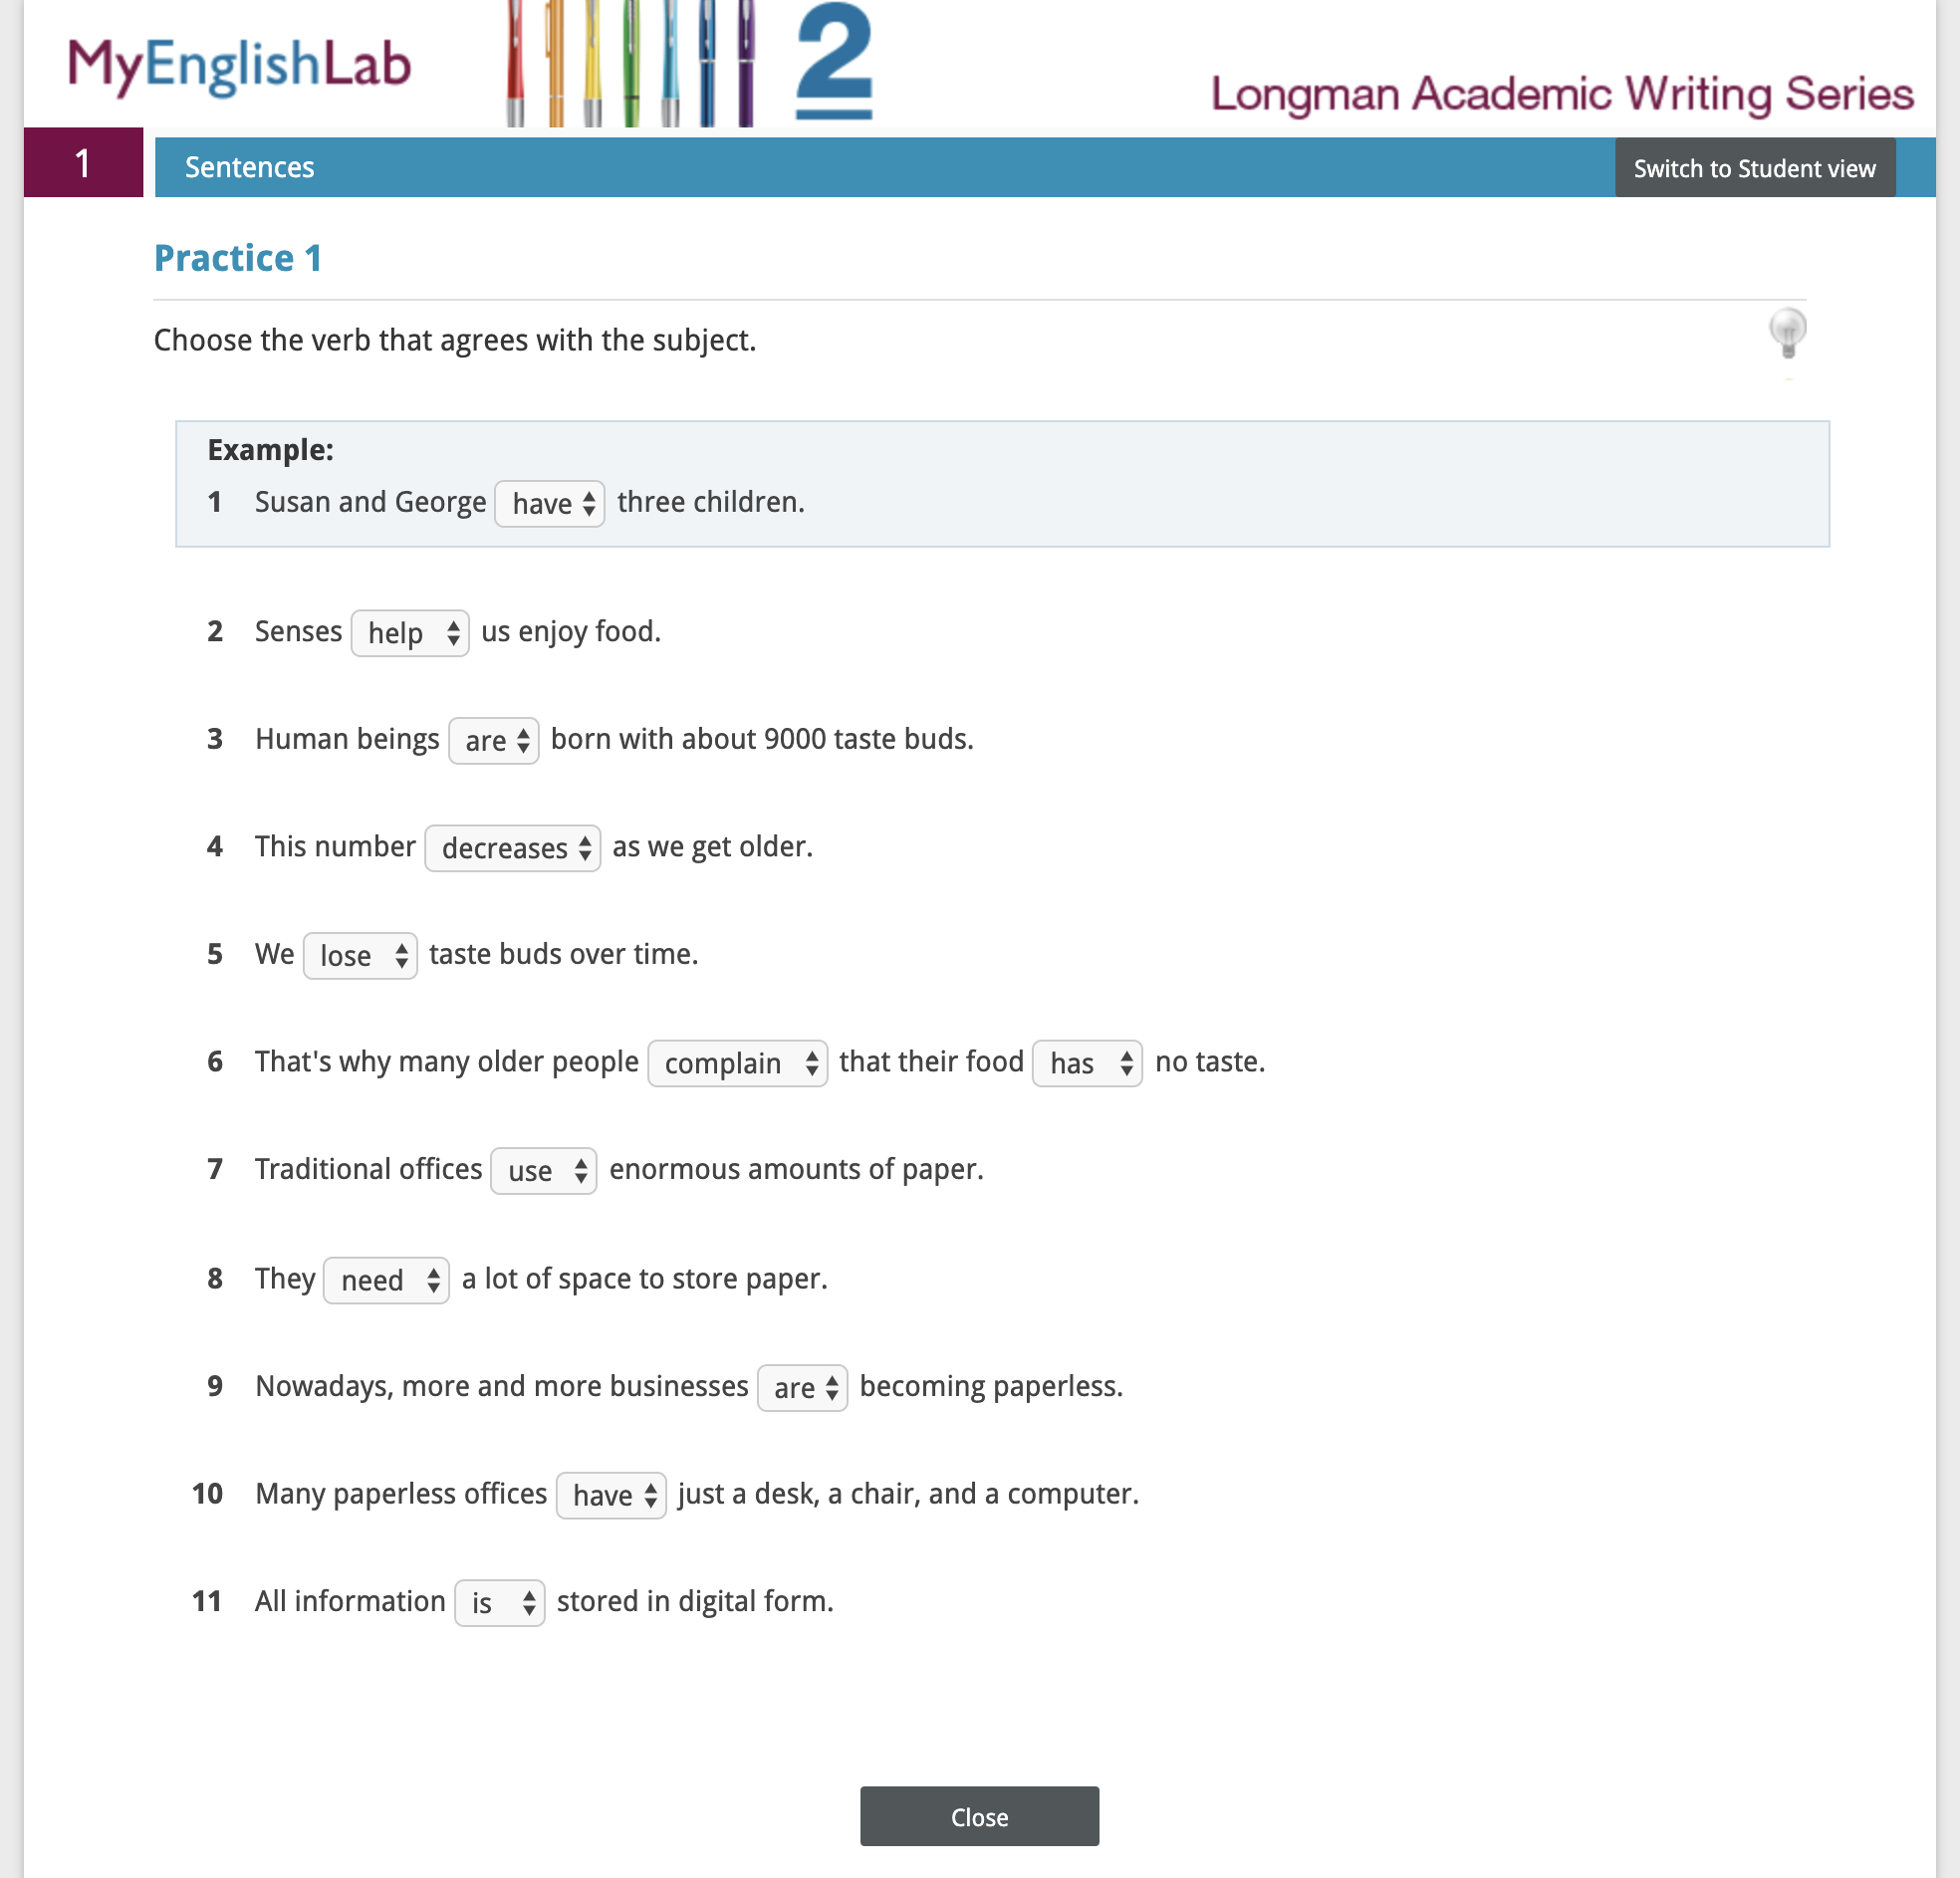 MyEnglishLab
2
Longman Academic Writing Series
1 Sentences Switch to Student view
Practice 1
Choose the verb that agrees with the subject.
Example:
1 Susan and George have three children.
2 Senses help us enjoy food.
3 Human beings are born with about 9000 taste buds.
4 This number decreases as we get older.
5 We lose taste buds over time.
6 That's why many older people complain that their food has no taste.
7 Traditional offices use enormous amounts of paper.
8 They need a lot of space to store paper.
9 Nowadays, more and more businesses are becoming paperless.
10 Many paperless offices have just a desk, a chair, and a computer.
11 All information is stored in digital form.
Close